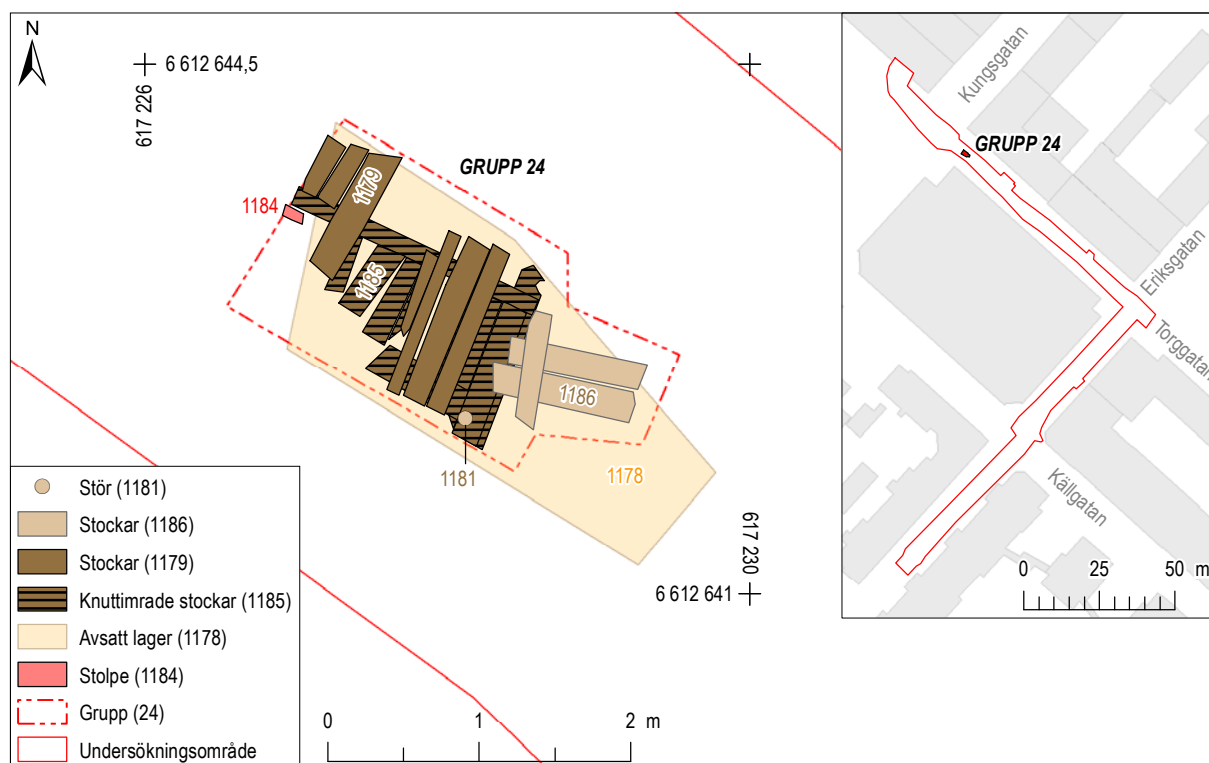 N
6 612 644,5
617 226
GRUPP 24
1179
1184
1185
1186
1181
1178
617 230
6 612 641
Stör (1181)
Stockar (1186)
Stockar (1179)
Knuttimrade stockar (1185)
Avsatt lager (1178)
Stolpe (1184)
Grupp (24)
Undersökningsområde
0 1 2 m
Kungsgatan
GRUPP 24
Eriksgatan
Torggatan
Källgatan
0 25 50 m